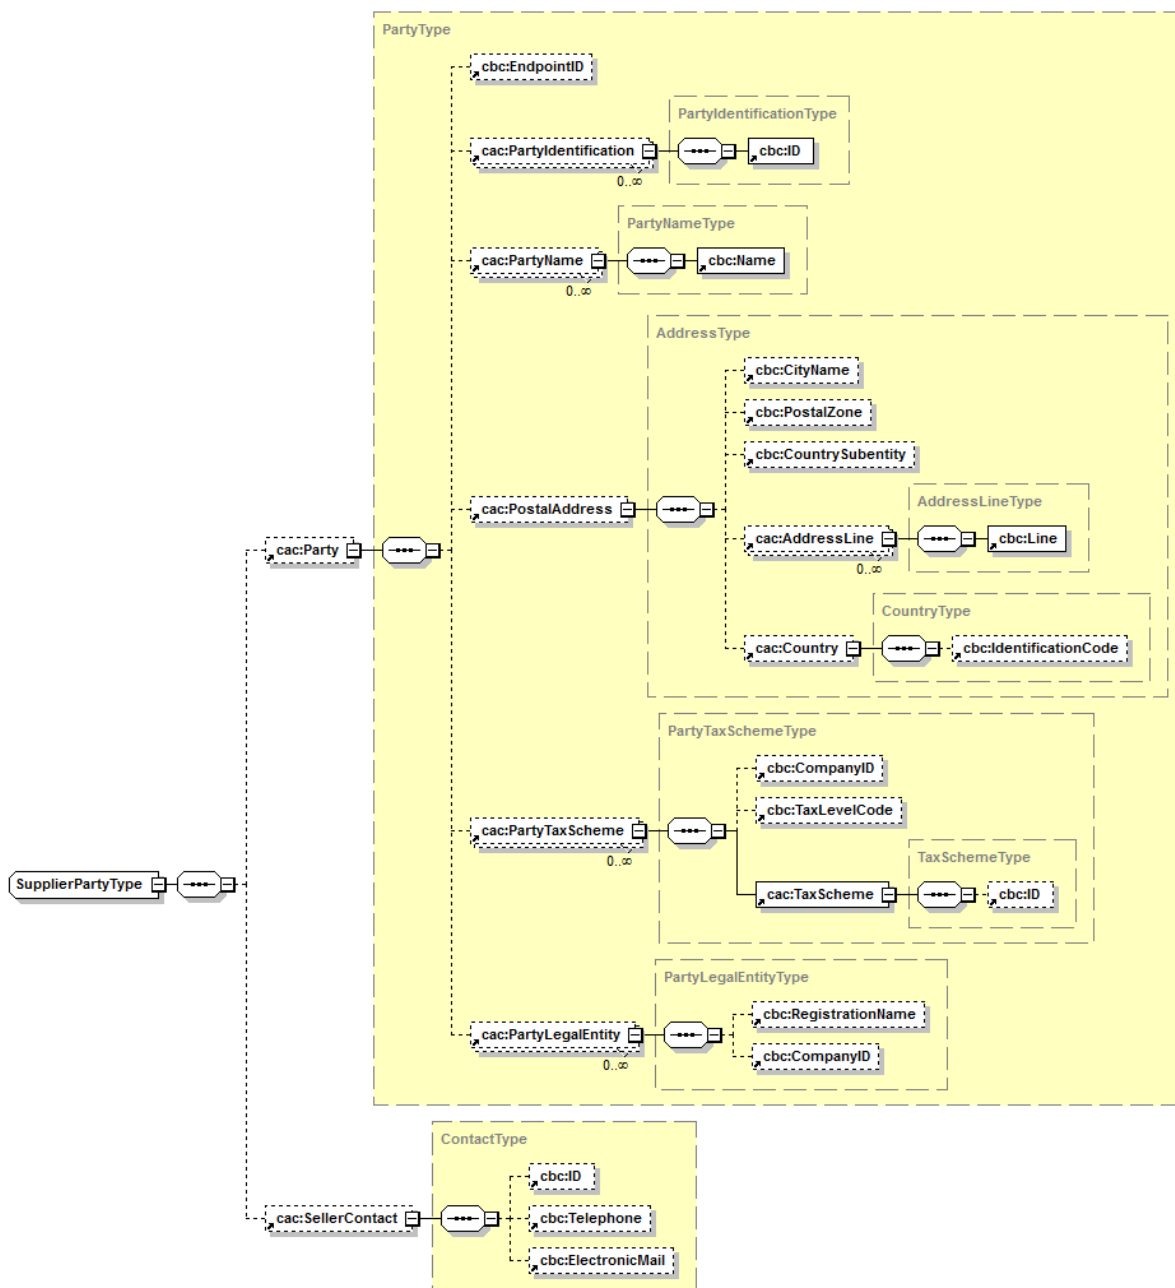 PartyType
cbc:EndpointID
PartyIdentificationType
cac:PartyIdentification
cbc:ID
0..∞
PartyNameType
cac:PartyName
cbc:Name
0..∞
AddressType
cbc:CityName
cbc:PostalZone
cbc:CountrySubentity
AddressLineType
cac:PostalAddress
cac:AddressLine
cbc:Line
0..∞
cac:Party
CountryType
cac:Country
cbc:IdentificationCode
PartyTaxSchemeType
cbc:CompanyID
cbc:TaxLevelCode
cac:PartyTaxScheme
0..∞
TaxSchemeType
SupplierPartyType
cac:TaxScheme
cbc:ID
PartyLegalEntityType
cbc:RegistrationName
cac:PartyLegalEntity
cbc:CompanyID
0..∞
ContactType
cbc:ID
cac:SellerContact
cbc:Telephone
cbc:ElectronicMail